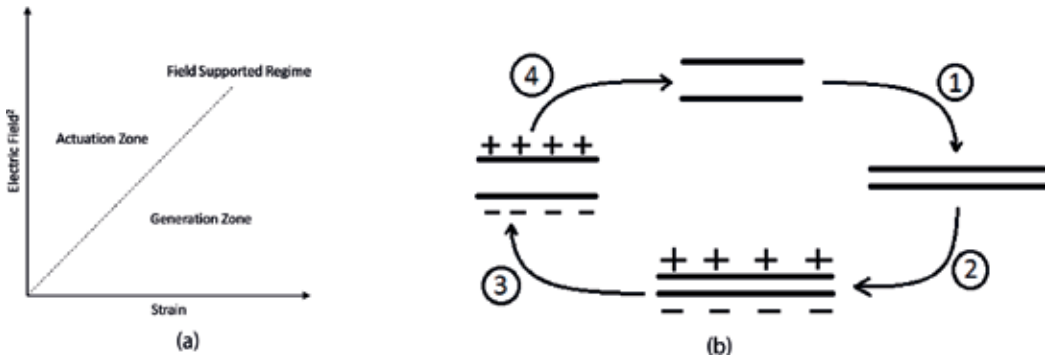 Electric Field²
Field Supported Regime
Actuation Zone
Generation Zone
Strain
(a)
4
1
+ + + +
- - - -
3
2
+ + + +
- - - -
(b)